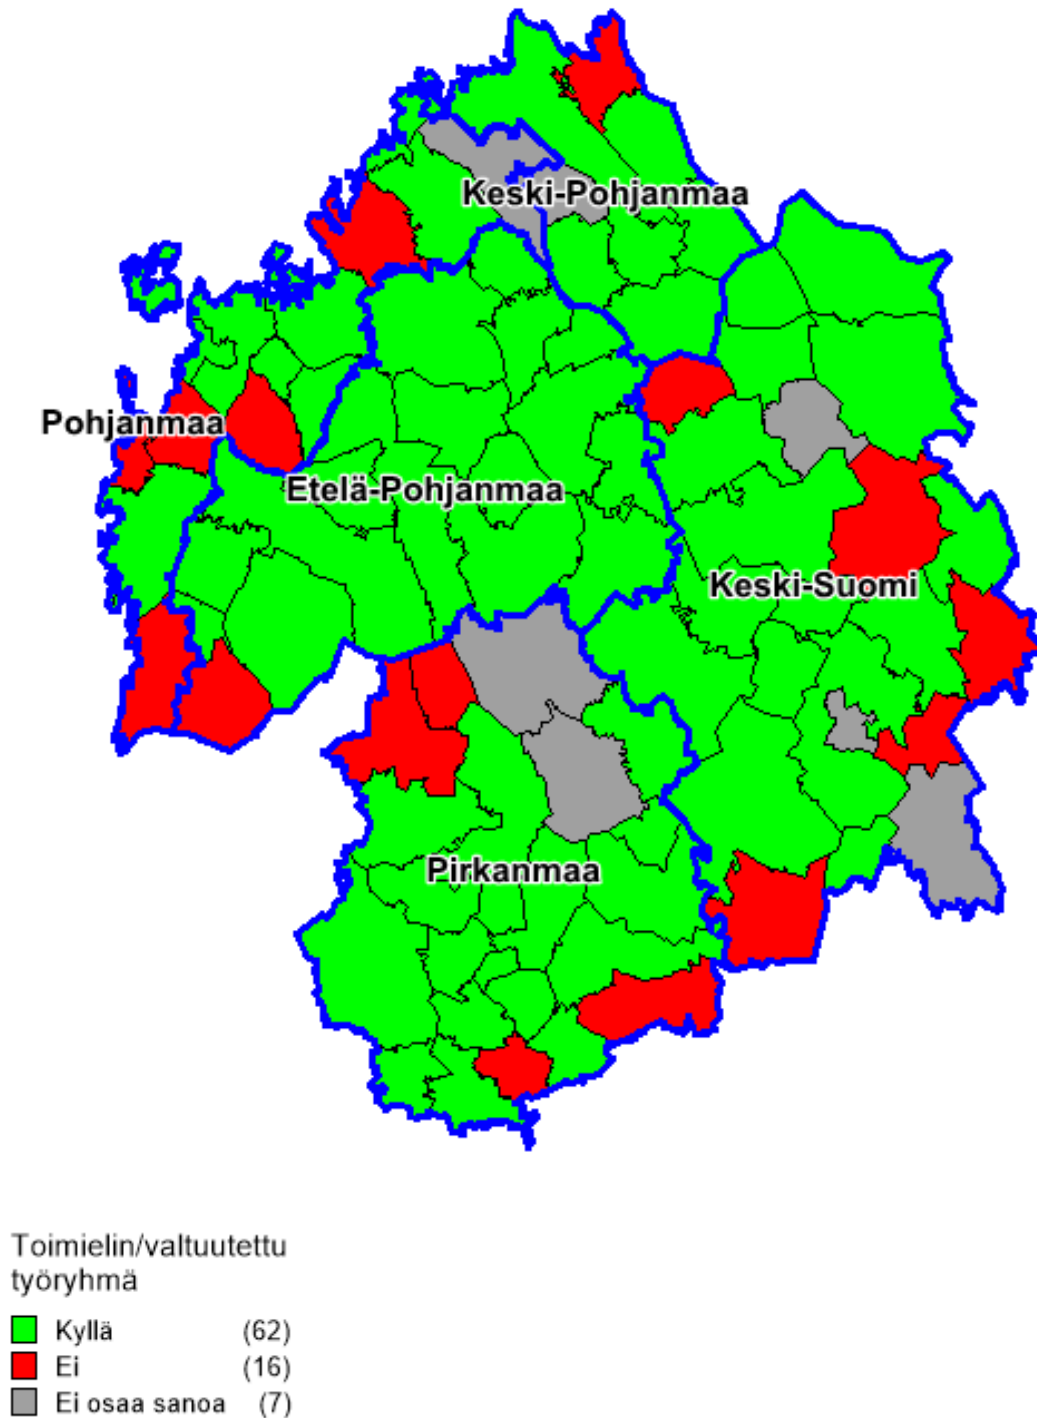 Keski-Pohjanmaa
Pohjanmaa
Etelä-Pohjanmaa
Keski-Suomi
Pirkanmaa
Toimielin/valtuutettu
työryhmä
Kyllä (62)
Ei (16)
Ei osaa sanoa (7)